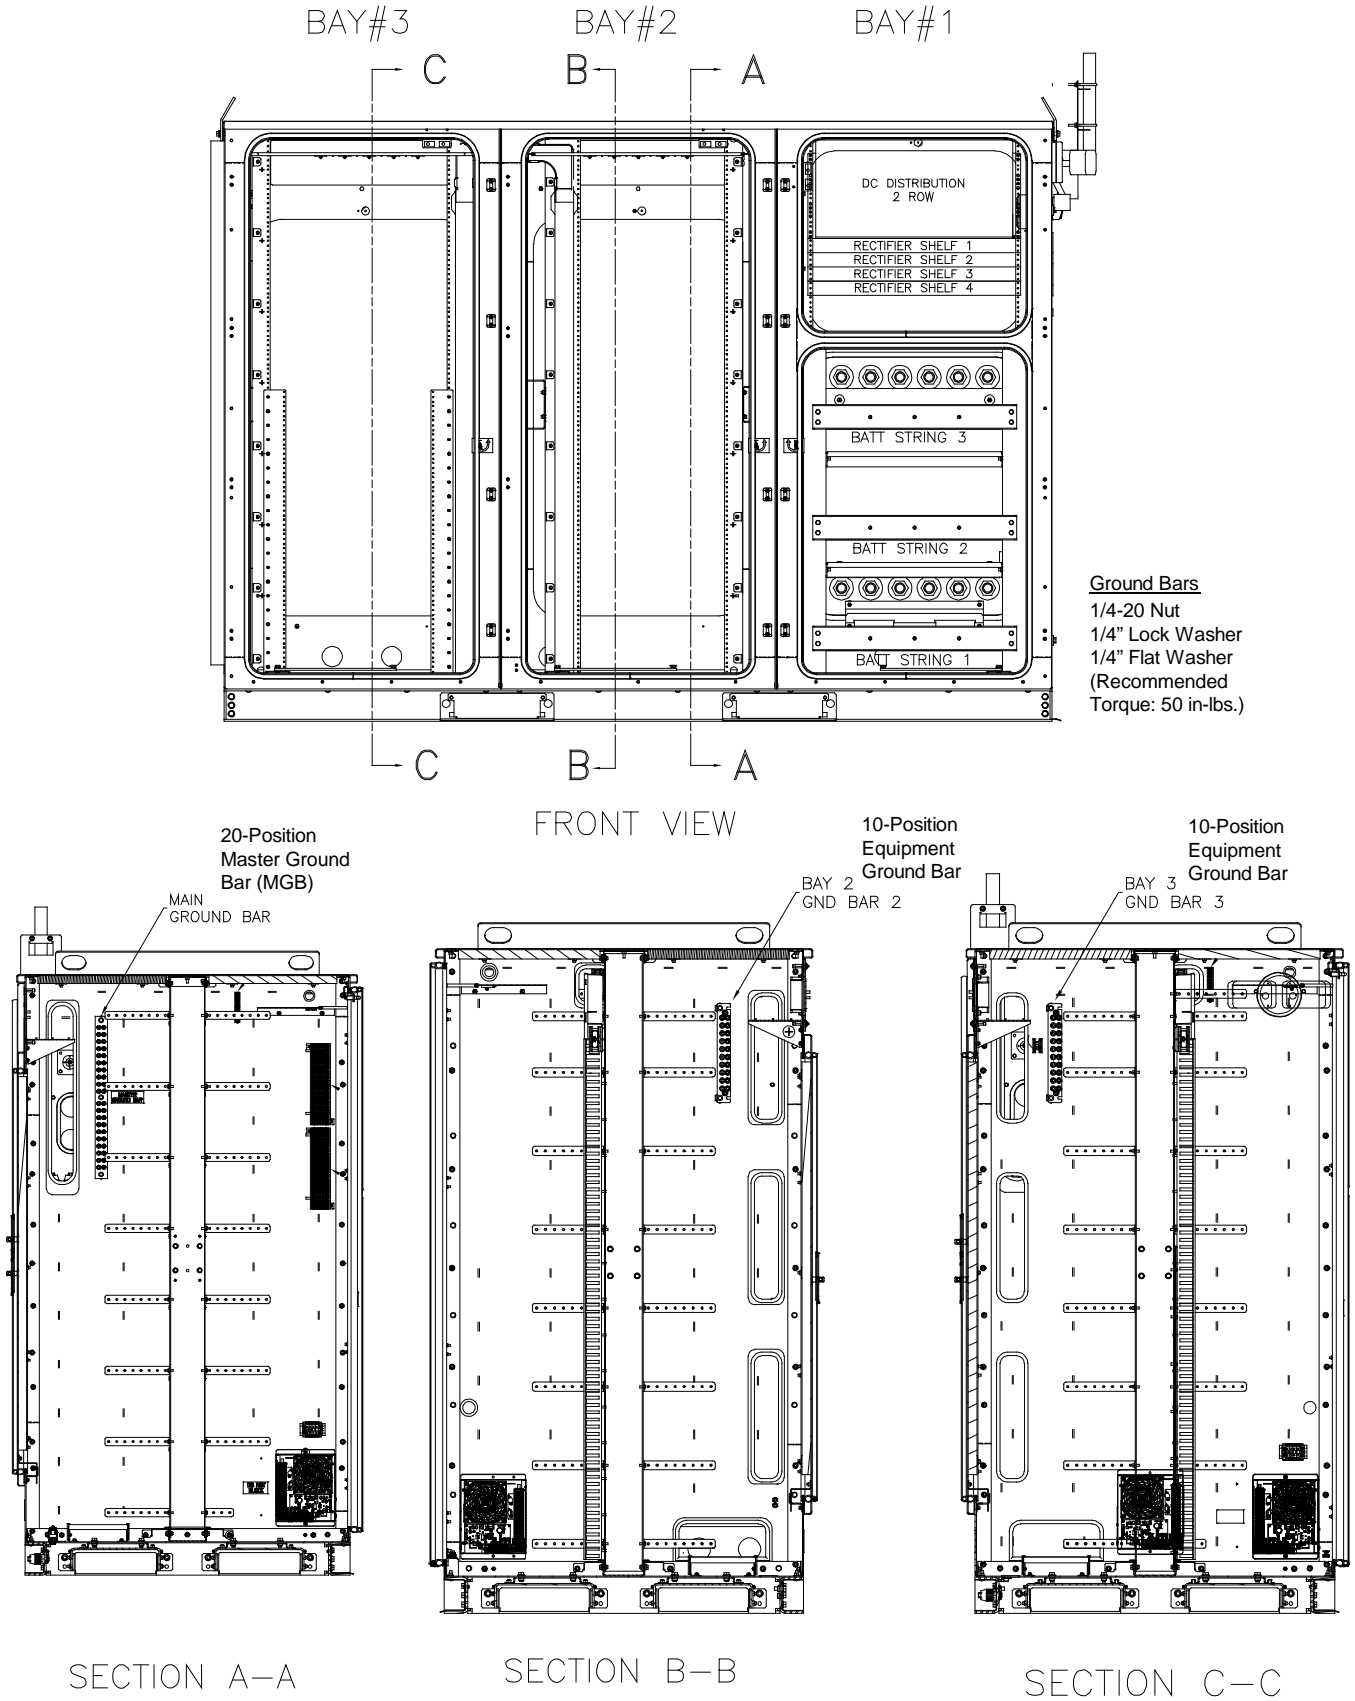 BAY#3
BAY#2
BAY#1
C
B
A
DC DISTRIBUTION
2 ROW
RECTIFIER SHELF 1
RECTIFIER SHELF 2
RECTIFIER SHELF 3
RECTIFIER SHELF 4
BATT STRING 3
BATT STRING 2
BATT STRING 1
Ground Bars
1/4-20 Nut
1/4” Lock Washer
1/4” Flat Washer
(Recommended
Torque: 50 in-lbs.)
C
B
A
FRONT VIEW
20-Position
Master Ground
Bar (MGB)
MAIN
GROUND BAR
10-Position
Equipment
Ground Bar
BAY 2
GND BAR 2
10-Position
Equipment
Ground Bar
BAY 3
GND BAR 3
MASTER
GROUND BAR
SECTION A-A
SECTION B-B
SECTION C-C